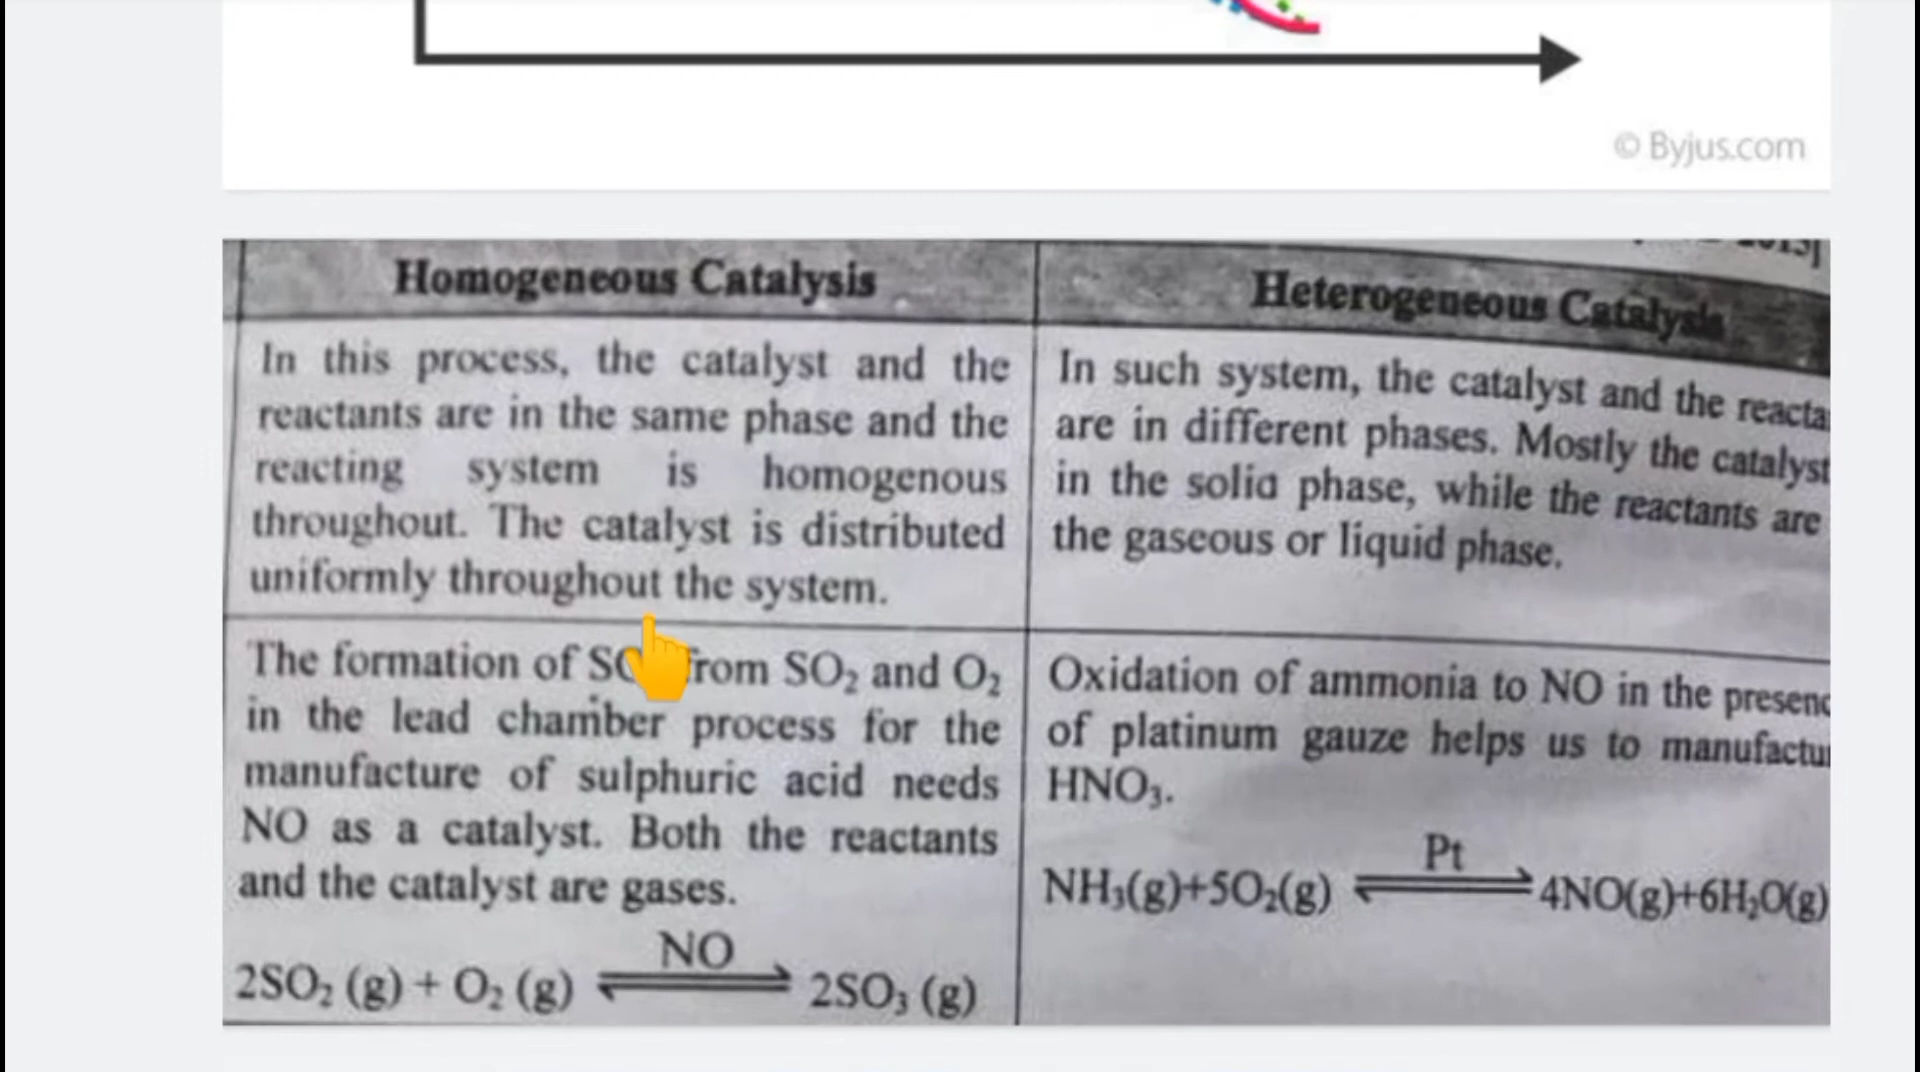 © Byjus.com
Homogeneous Catalysis
In this process, the catalyst and the
reactants are in the same phase and the
reacting system is homogenous
throughout. The catalyst is distributed
uniformly throughout the system.
The formation of from SO₂ and O₂
in the lead chamber process for the
manufacture of sulphuric acid needs
NO as a catalyst. Both the reactants
and the catalyst are gases.
NO
2SO₂ (g) + O₂ (g) ⇌ 2SO₃ (g)
Heterogeneous Catalysis
In such system, the catalyst and the
are in different phases. Mostly the catalyst
in the solid phase, while the reactants are
the gaseous or liquid phase.
Oxidation of ammonia to NO in the
of platinum gauze helps us to
HNO₃.
Pt
NH₃(g)+5O₂(g) ⇌ 4NO(g)+6H₂O(g)